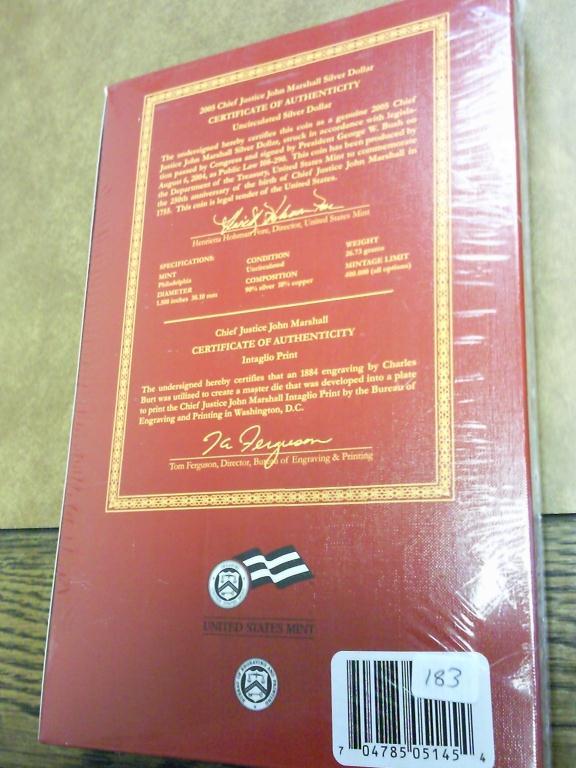 2005 Chief Justice John Marshall Silver Dollar
CERTIFICATE OF AUTHENTICITY
Uncirculated Silver Dollar
The undersigned hereby certifies this coin as a genuine 2005 Chief
Justice John Marshall Silver Dollar, struck in accordance with legisla-
tion passed by Congress and signed by President George W. Bush on
August 6, 2004, as Public Law 108-290. This coin has been produced by
the Department of the Treasury, United States Mint to commemorate
the 250th anniversary of the birth of Chief Justice John Marshall in
1755. This coin is legal tender of the United States.
Henrietta Holsman Fore, Director, United States Mint
SPECIFICATIONS:
MINT
Philadelphia
DIAMETER
1.500 inches 38.10 mm
CONDITION
Uncirculated
COMPOSITION
90% silver 10% copper
WEIGHT
26.73 grams
MINTAGE LIMIT
400,000 (all options)
Chief Justice John Marshall
CERTIFICATE OF AUTHENTICITY
Intaglio Print
The undersigned hereby certifies that an 1884 engraving by Charles
Burt was utilized to create a master die that was developed into a plate
to print the Chief Justice John Marshall Intaglio Print by the Bureau of
Engraving and Printing in Washington, D.C.
Ferguson
Tom Ferguson, Director, Bureau of Engraving & Printing
UNITED STATES MINT
183
7 04785 05145 4